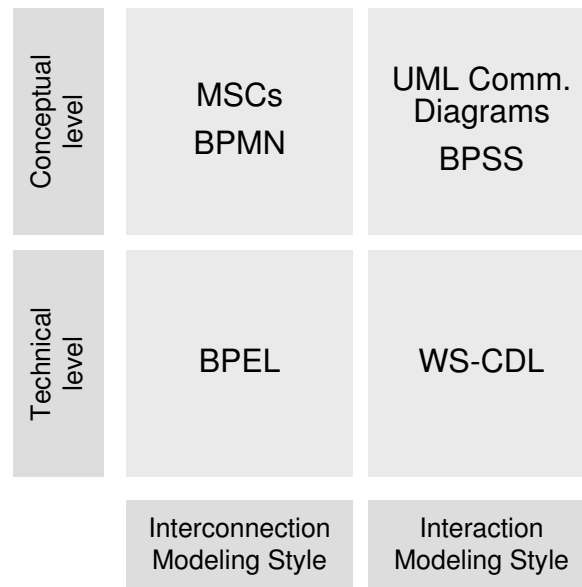 Conceptual
level
MSCs
BPMN
UML Comm.
Diagrams
BPSS
Technical
level
BPEL
WS-CDL
Interconnection
Modeling Style
Interaction
Modeling Style